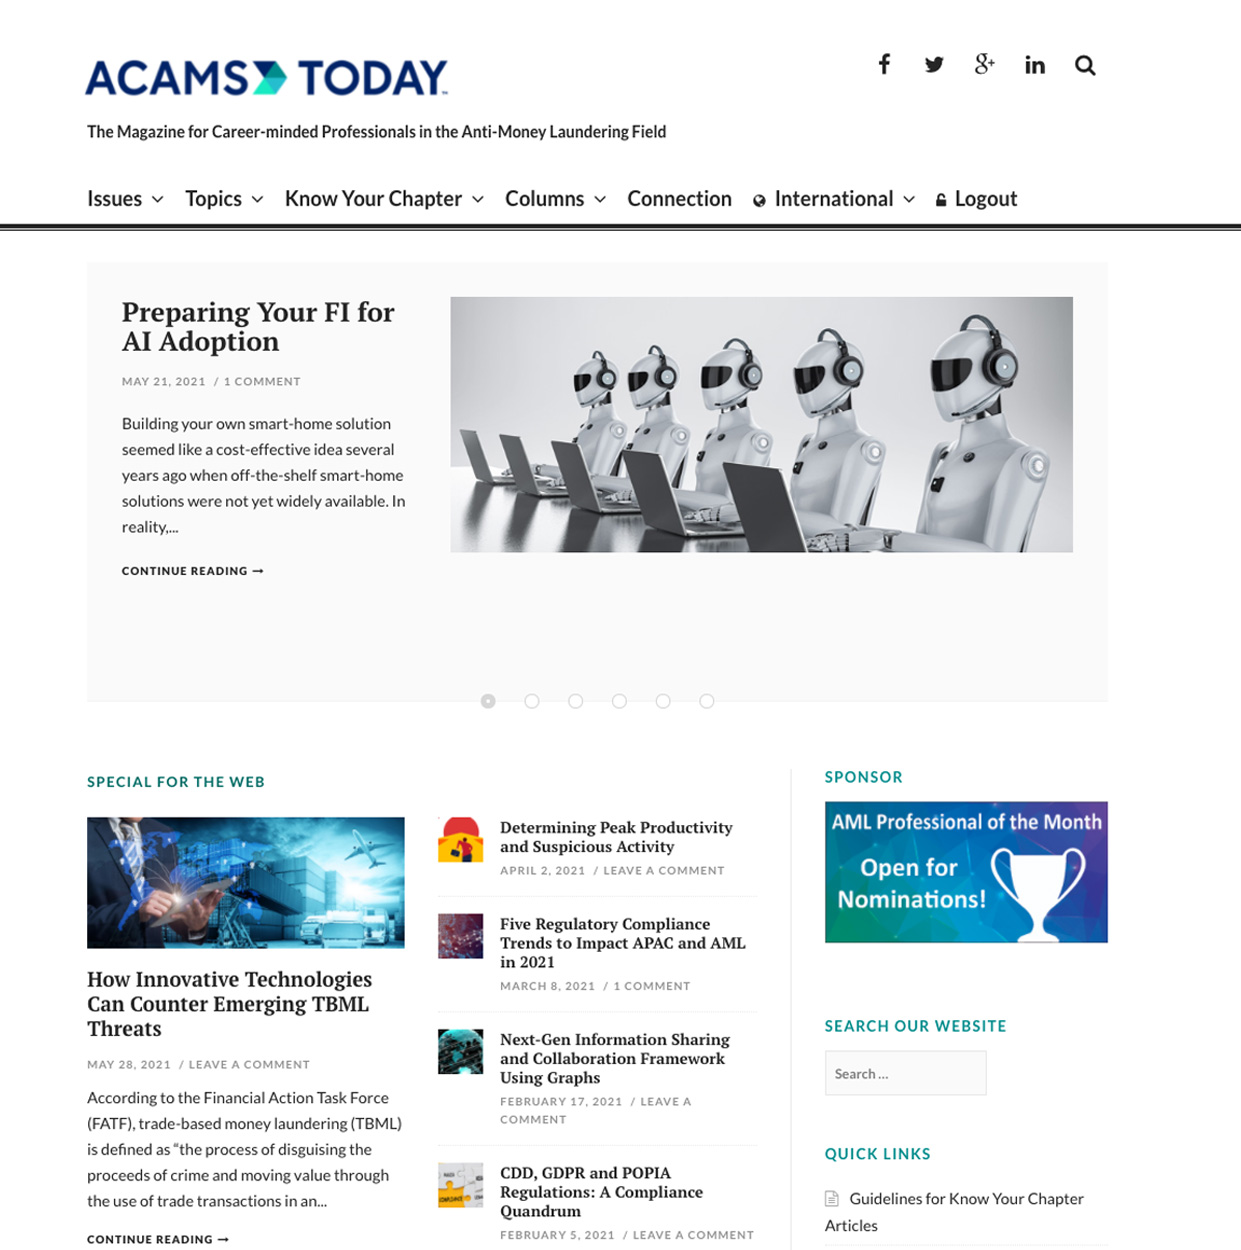 ACAMS TODAY
The Magazine for Career-minded Professionals in the Anti-Money Laundering Field
Issues Topics Know Your Chapter Columns Connection International Logout
Preparing Your FI for
AI Adoption
MAY 21, 2021 / 1 COMMENT
Building your own smart-home solution
seemed like a cost-effective idea several
years ago when off-the-shelf smart-home
solutions were not yet widely available. In
reality,...
CONTINUE READING →
SPECIAL FOR THE WEB
How Innovative Technologies
Can Counter Emerging TBML
Threats
MAY 28, 2021 / LEAVE A COMMENT
According to the Financial Action Task Force
(FATF), trade-based money laundering (TBML)
is defined as “the process of disguising the
proceeds of crime and moving value through
the use of trade transactions in an...
CONTINUE READING →
Determining Peak Productivity
and Suspicious Activity
APRIL 2, 2021 / LEAVE A COMMENT
Five Regulatory Compliance
Trends to Impact APAC and AML
in 2021
MARCH 8, 2021 / 1 COMMENT
Next-Gen Information Sharing
and Collaboration Framework
Using Graphs
FEBRUARY 17, 2021 / LEAVE A
COMMENT
CDD, GDPR and POPIA
Regulations: A Compliance
Quandrum
FEBRUARY 5, 2021 / LEAVE A COMMENT
SPONSOR
AML Professional of the Month
Open for
Nominations!
SEARCH OUR WEBSITE
Search ...
QUICK LINKS
Guidelines for Know Your Chapter
Articles